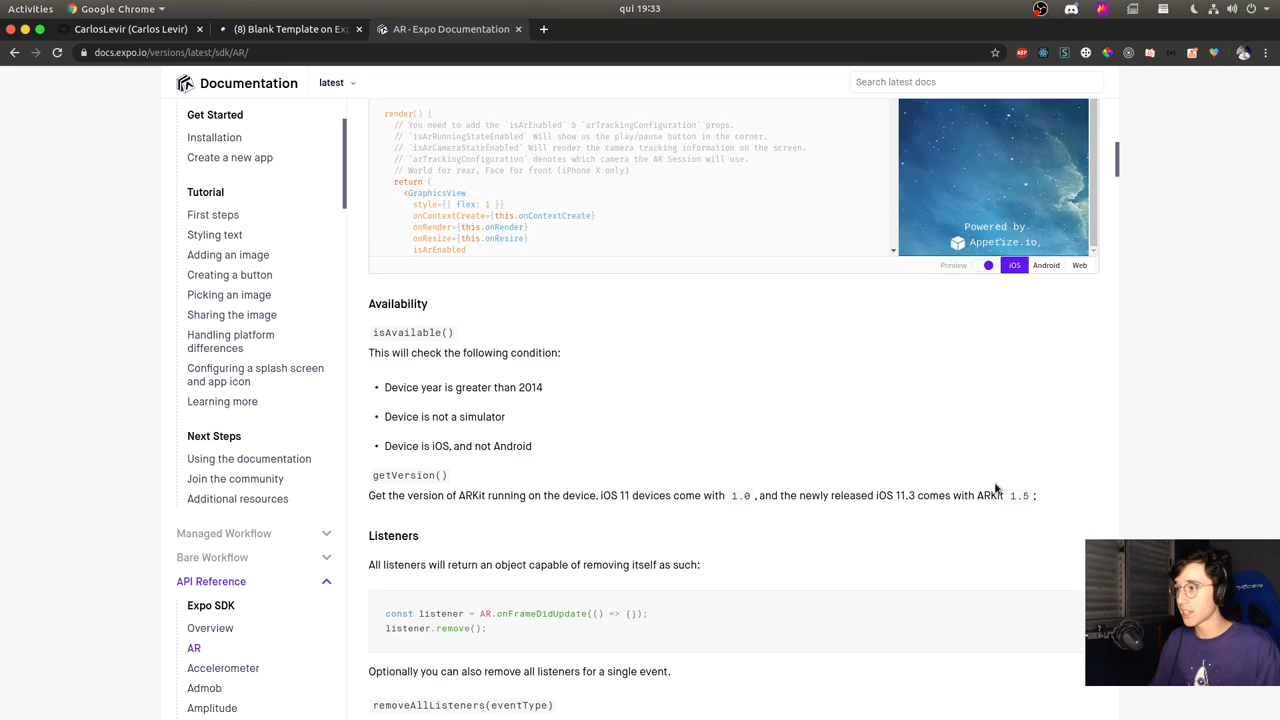 Activities
Google Chrome
qui 19:33
CarlosLevir (Carlos Levir)
(8) Blank Template on Exp
AR - Expo Documentation
docs.expo.io/versions/latest/sdk/AR/
Documentation
latest
Search latest docs
Get Started
Installation
Create a new app
Tutorial
First steps
Styling text
Adding an image
Creating a button
Picking an image
Sharing the image
Handling platform
differences
Configuring a splash screen
and app icon
Learning more
Next Steps
Using the documentation
Join the community
Additional resources
Managed Workflow
Bare Workflow
API Reference
Expo SDK
Overview
AR
Accelerometer
Admob
Amplitude
render() {
// You need to add the `isArEnabled` & `arTrackingConfiguration` props.
// `isArRunningStateEnabled` Will show us the play/pause button in the corner.
// `isArCameraStateEnabled` Will render the camera tracking information on the screen.
// `arTrackingConfiguration` denotes which camera the AR Session will use.
// World for rear, Face for front (iPhone X only)
return (
<GraphicsView
style={{ flex: 1 }}
onContextCreate={this.onContextCreate}
onRender={this.onRender}
onResize={this.onResize}
isArEnabled
Powered by
Appetize.io
Preview
iOS
Android
Web
Availability
isAvailable()
This will check the following condition:
• Device year is greater than 2014
• Device is not a simulator
• Device is iOS, and not Android
getVersion()
Get the version of ARKit running on the device. iOS 11 devices come with 1.0 , and the newly released iOS 11.3 comes with ARKit 1.5 ;
Listeners
All listeners will return an object capable of removing itself as such:
const listener = AR.onFrameDidUpdate(() => {});
listener.remove();
Optionally you can also remove all listeners for a single event.
removeAllListeners(eventType)